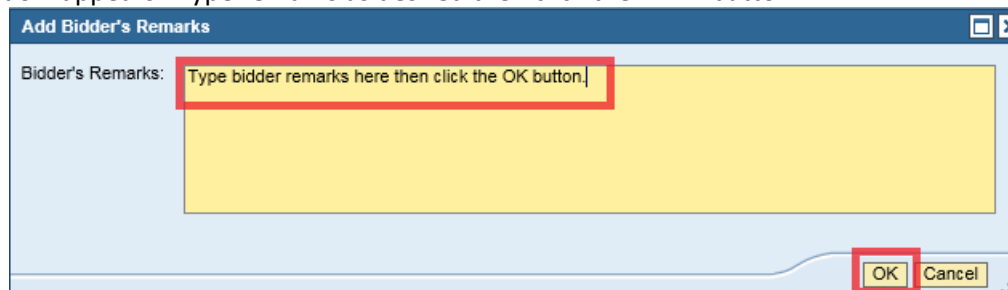 Add Bidder's Remarks
Bidder's Remarks:
Type bidder remarks here then click the OK button.
OK
Cancel